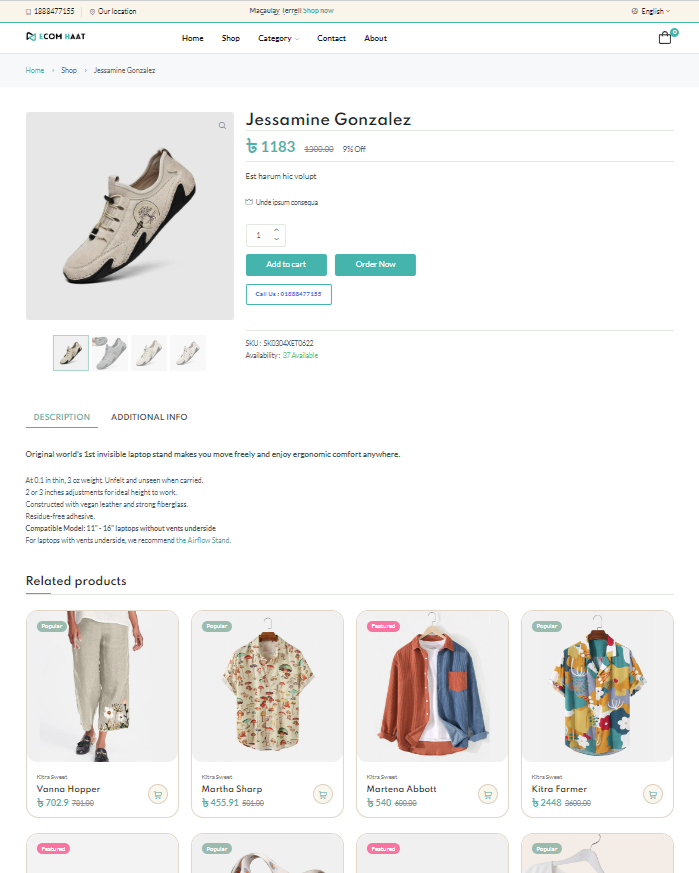 1888477155 Our location
Macaulay Terrell Shop now
English
ECOM HAAT
Home Shop Category Contact About
0
Home > Shop > Jessamine Gonzalez
Jessamine Gonzalez
৳ 1183 1300.00 9% Off
Est harum hic volupt
Unde ipsum consequa
1
Add to cart Order Now
Call Us : 01888477155
SKU : SK0304XET0622
Availability : 37 Available
DESCRIPTION ADDITIONAL INFO
Original world's 1st invisible laptop stand makes you move freely and enjoy ergonomic comfort anywhere.
At 0.1 in thin, 3 oz weight. Unfelt and unseen when carried.
2 or 3 inches adjustments for ideal height to work.
Constructed with vegan leather and strong fiberglass.
Residue-free adhesive.
Compatible Model: 11" - 16" laptops without vents underside
For laptops with vents underside, we recommend the Airflow Stand.
Related products
Popular Popular Featured Popular
Kitra Sweet Kitra Sweet Kitra Sweet Kitra Sweet
Vanna Hopper Martha Sharp Martena Abbott Kitra Farmer
৳ 702.9 781.00 ৳ 455.91 501.00 ৳ 540 600.00 ৳ 2448 3600.00
Featured Popular Featured Popular